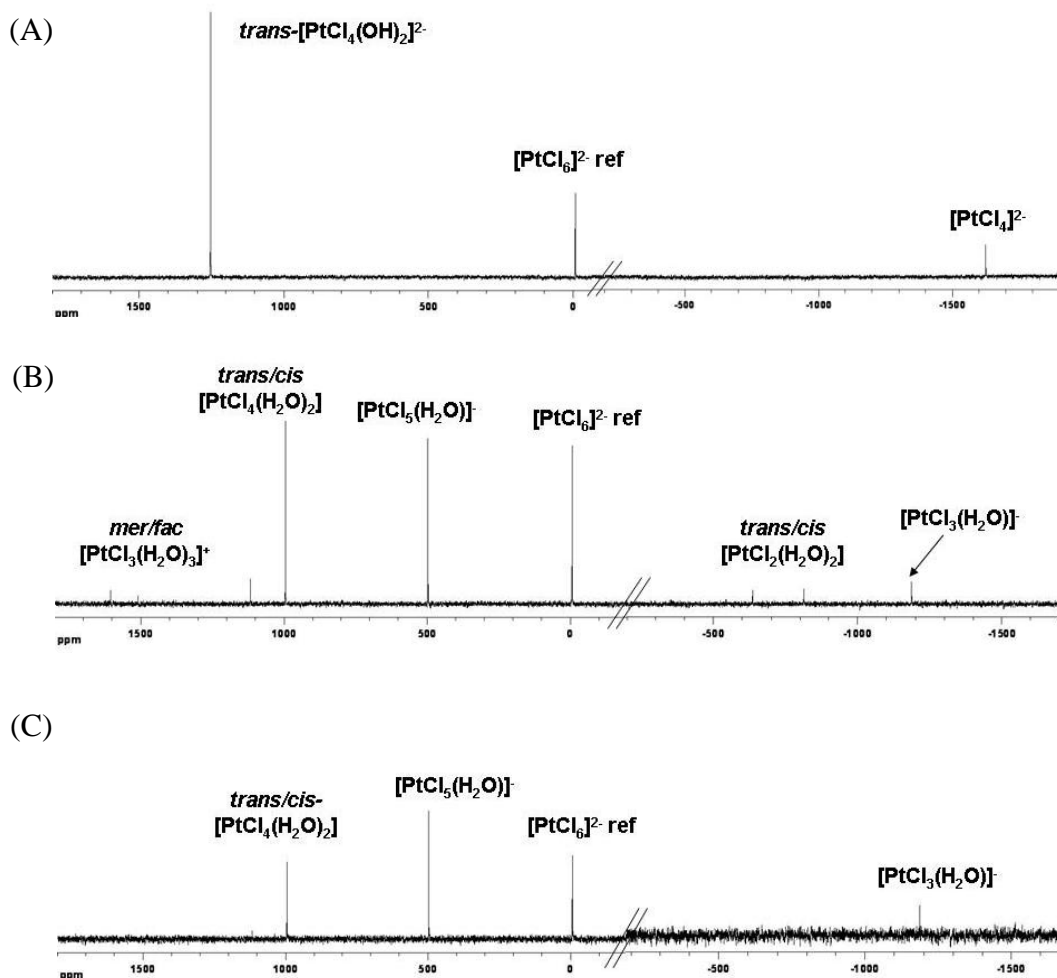 (A)
trans-[PtCl₄(OH)₂]²⁻
[PtCl₆]²⁻ ref
[PtCl₄]²⁻
1500 1000 500 0 -500 -1000 -1500
ppm
(B)
trans/cis
[PtCl₄(H₂O)₂]
[PtCl₅(H₂O)]⁻
[PtCl₆]²⁻ ref
mer/fac
[PtCl₃(H₂O)₃]⁺
trans/cis
[PtCl₂(H₂O)₂]
[PtCl₃(H₂O)]⁻
1500 1000 500 0 -500 -1000 -1500
ppm
(C)
trans/cis-
[PtCl₄(H₂O)₂]
[PtCl₅(H₂O)]⁻
[PtCl₆]²⁻ ref
[PtCl₃(H₂O)]⁻
1500 1000 500 0 -500 -1000 -1500
ppm